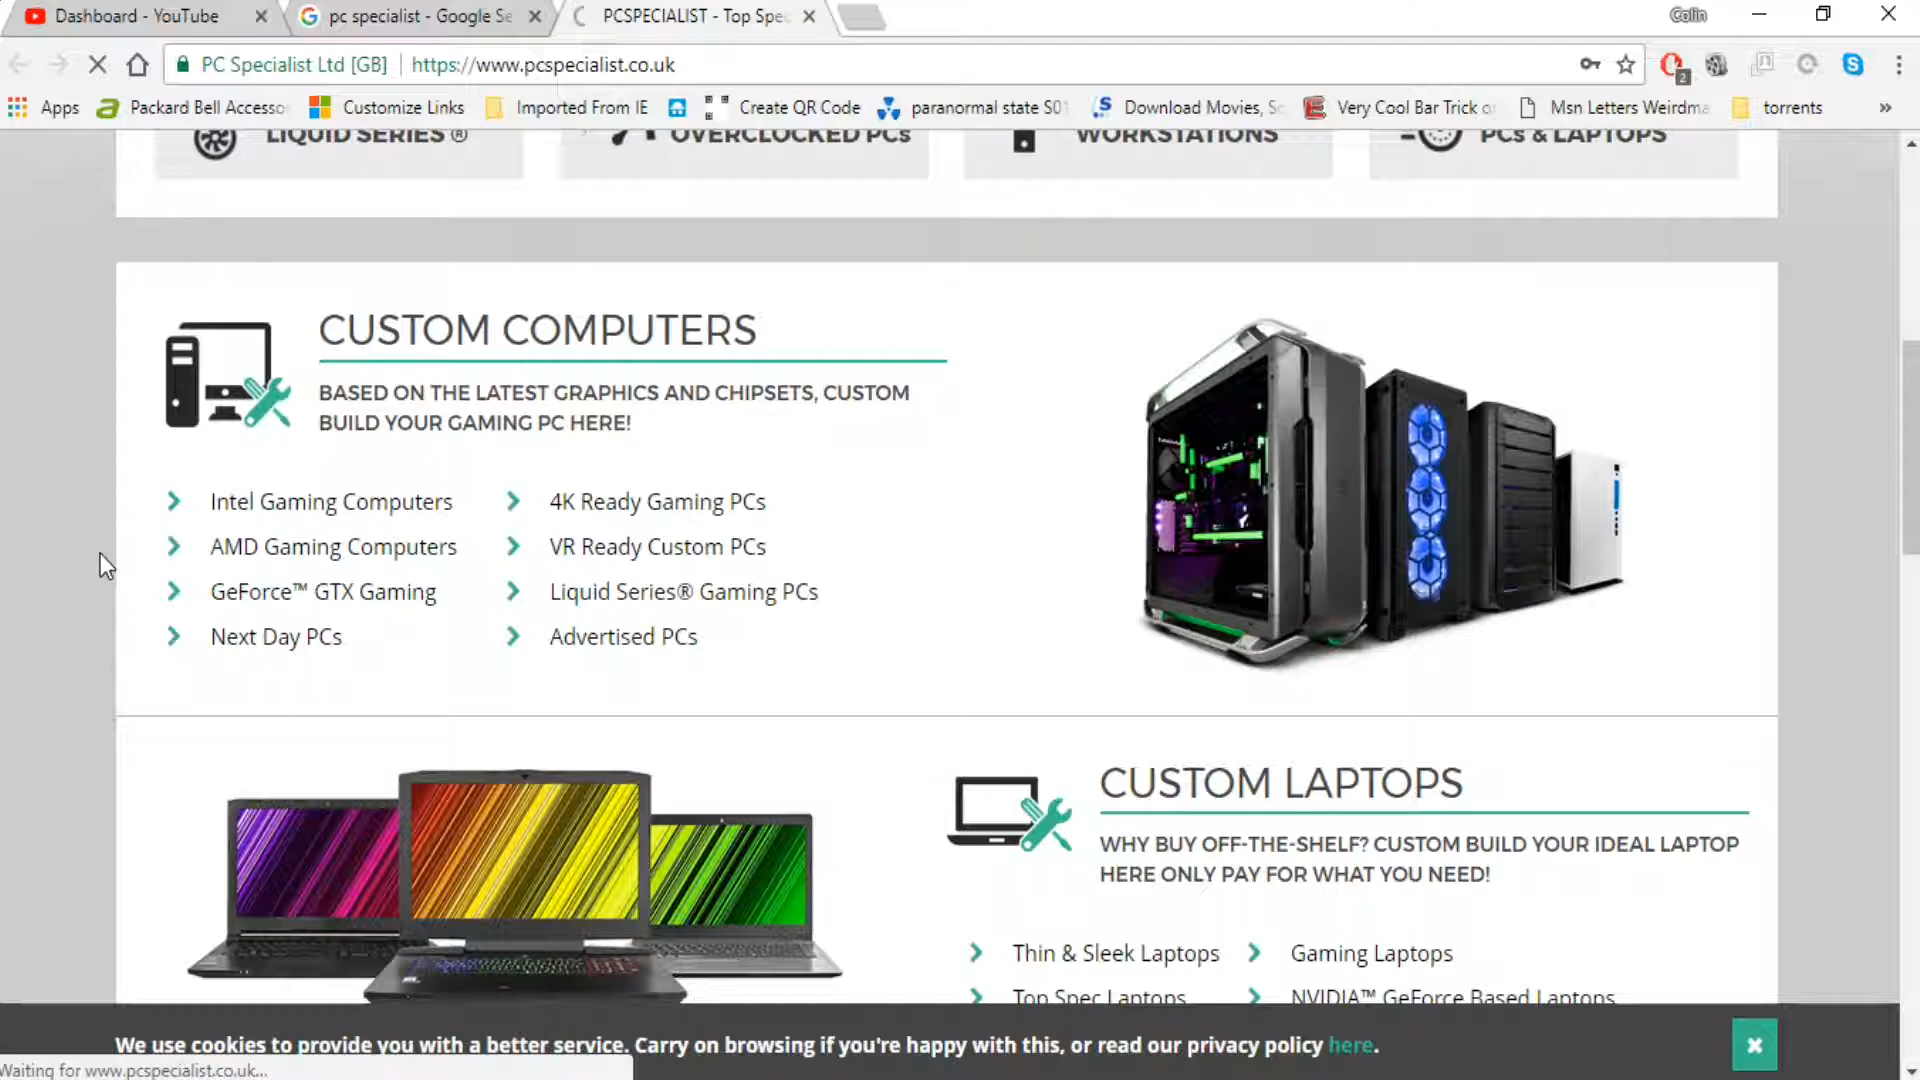 Dashboard - YouTube
pc specialist - Google Se
PCSPECIALIST - Top Spe
Colin
PC Specialist Ltd [GB]
https://www.pcspecialist.co.uk
2
Apps
Packard Bell Accesso
Customize Links
Imported From IE
Create QR Code
paranormal state S01
Download Movies, Sc
Very Cool Bar Trick o
Msn Letters Weirdma
torrents
»
LIQUID SERIES ®
OVERCLOCKED PCs
WORKSTATIONS
PCs & LAPTOPS
CUSTOM COMPUTERS
BASED ON THE LATEST GRAPHICS AND CHIPSETS, CUSTOM
BUILD YOUR GAMING PC HERE!
Intel Gaming Computers
4K Ready Gaming PCs
AMD Gaming Computers
VR Ready Custom PCs
GeForce™ GTX Gaming
Liquid Series® Gaming PCs
Next Day PCs
Advertised PCs
CUSTOM LAPTOPS
WHY BUY OFF-THE-SHELF? CUSTOM BUILD YOUR IDEAL LAPTOP
HERE ONLY PAY FOR WHAT YOU NEED!
Thin & Sleek Laptops
Gaming Laptops
Top Spec Laptops
NVIDIA™ GeForce Based Laptops
We use cookies to provide you with a better service. Carry on browsing if you're happy with this, or read our privacy policy here.
Waiting for www.pcspecialist.co.uk...